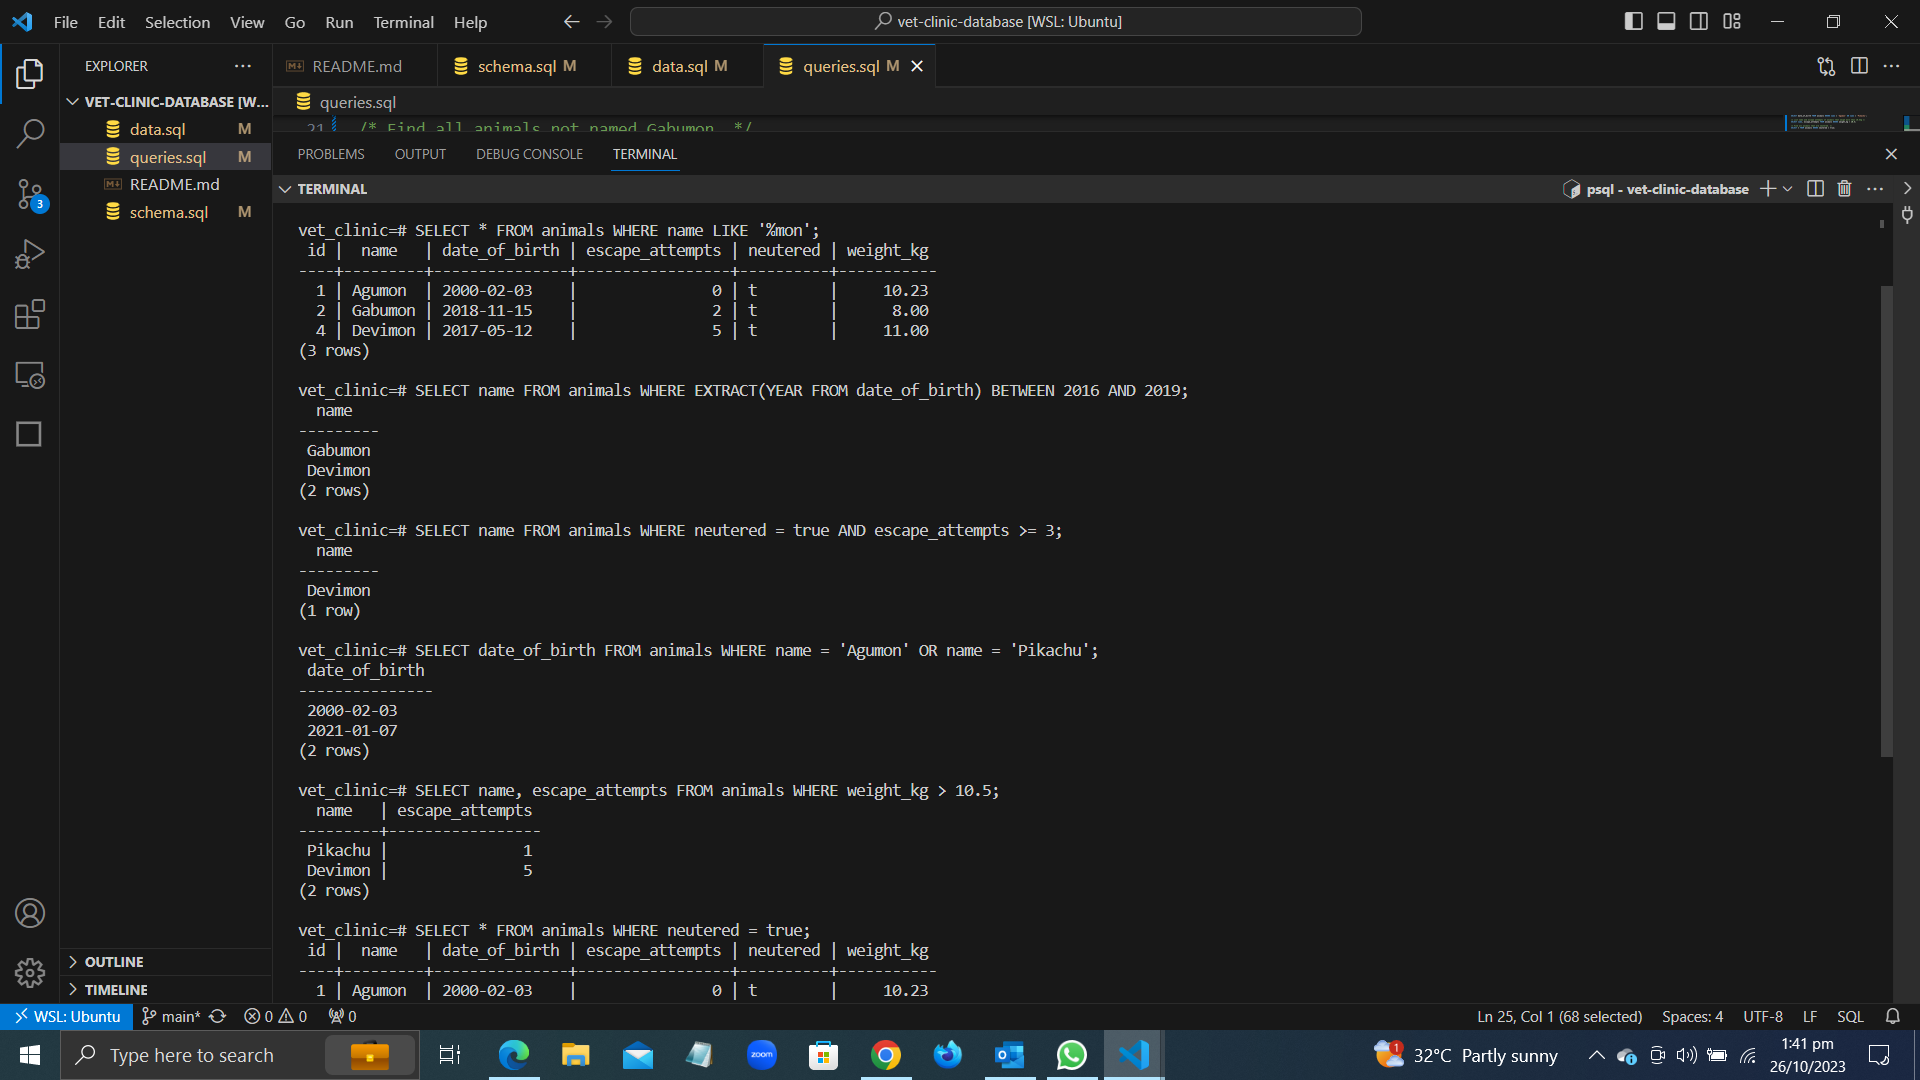 File Edit Selection View Go Run Terminal Help
vet-clinic-database [WSL: Ubuntu]
EXPLORER
README.md
schema.sql M
data.sql M
queries.sql M
VET-CLINIC-DATABASE [W...
queries.sql
data.sql M
21 /* Find all animals not named Gabumon. */
queries.sql M
README.md
schema.sql M
3
PROBLEMS OUTPUT DEBUG CONSOLE TERMINAL
TERMINAL
psql - vet-clinic-database
vet_clinic=# SELECT * FROM animals WHERE name LIKE '%mon';
 id |  name   | date_of_birth | escape_attempts | neutered | weight_kg
----+---------+---------------+-----------------+----------+-----------
  1 | Agumon  | 2000-02-03    |               0 | t        |     10.23
  2 | Gabumon | 2018-11-15    |               2 | t        |      8.00
  4 | Devimon | 2017-05-12    |               5 | t        |     11.00
(3 rows)
vet_clinic=# SELECT name FROM animals WHERE EXTRACT(YEAR FROM date_of_birth) BETWEEN 2016 AND 2019;
  name
---------
 Gabumon
 Devimon
(2 rows)
vet_clinic=# SELECT name FROM animals WHERE neutered = true AND escape_attempts >= 3;
  name
---------
 Devimon
(1 row)
vet_clinic=# SELECT date_of_birth FROM animals WHERE name = 'Agumon' OR name = 'Pikachu';
 date_of_birth
---------------
 2000-02-03
 2021-01-07
(2 rows)
vet_clinic=# SELECT name, escape_attempts FROM animals WHERE weight_kg > 10.5;
  name   | escape_attempts
---------+-----------------
 Pikachu |               1
 Devimon |               5
(2 rows)
vet_clinic=# SELECT * FROM animals WHERE neutered = true;
 id |  name   | date_of_birth | escape_attempts | neutered | weight_kg
----+---------+---------------+-----------------+----------+-----------
  1 | Agumon  | 2000-02-03    |               0 | t        |     10.23
OUTLINE
TIMELINE
WSL: Ubuntu main* 0 0 0
Ln 25, Col 1 (68 selected) Spaces: 4 UTF-8 LF SQL
Type here to search
zoom
1
32°C Partly sunny
1:41 pm
26/10/2023